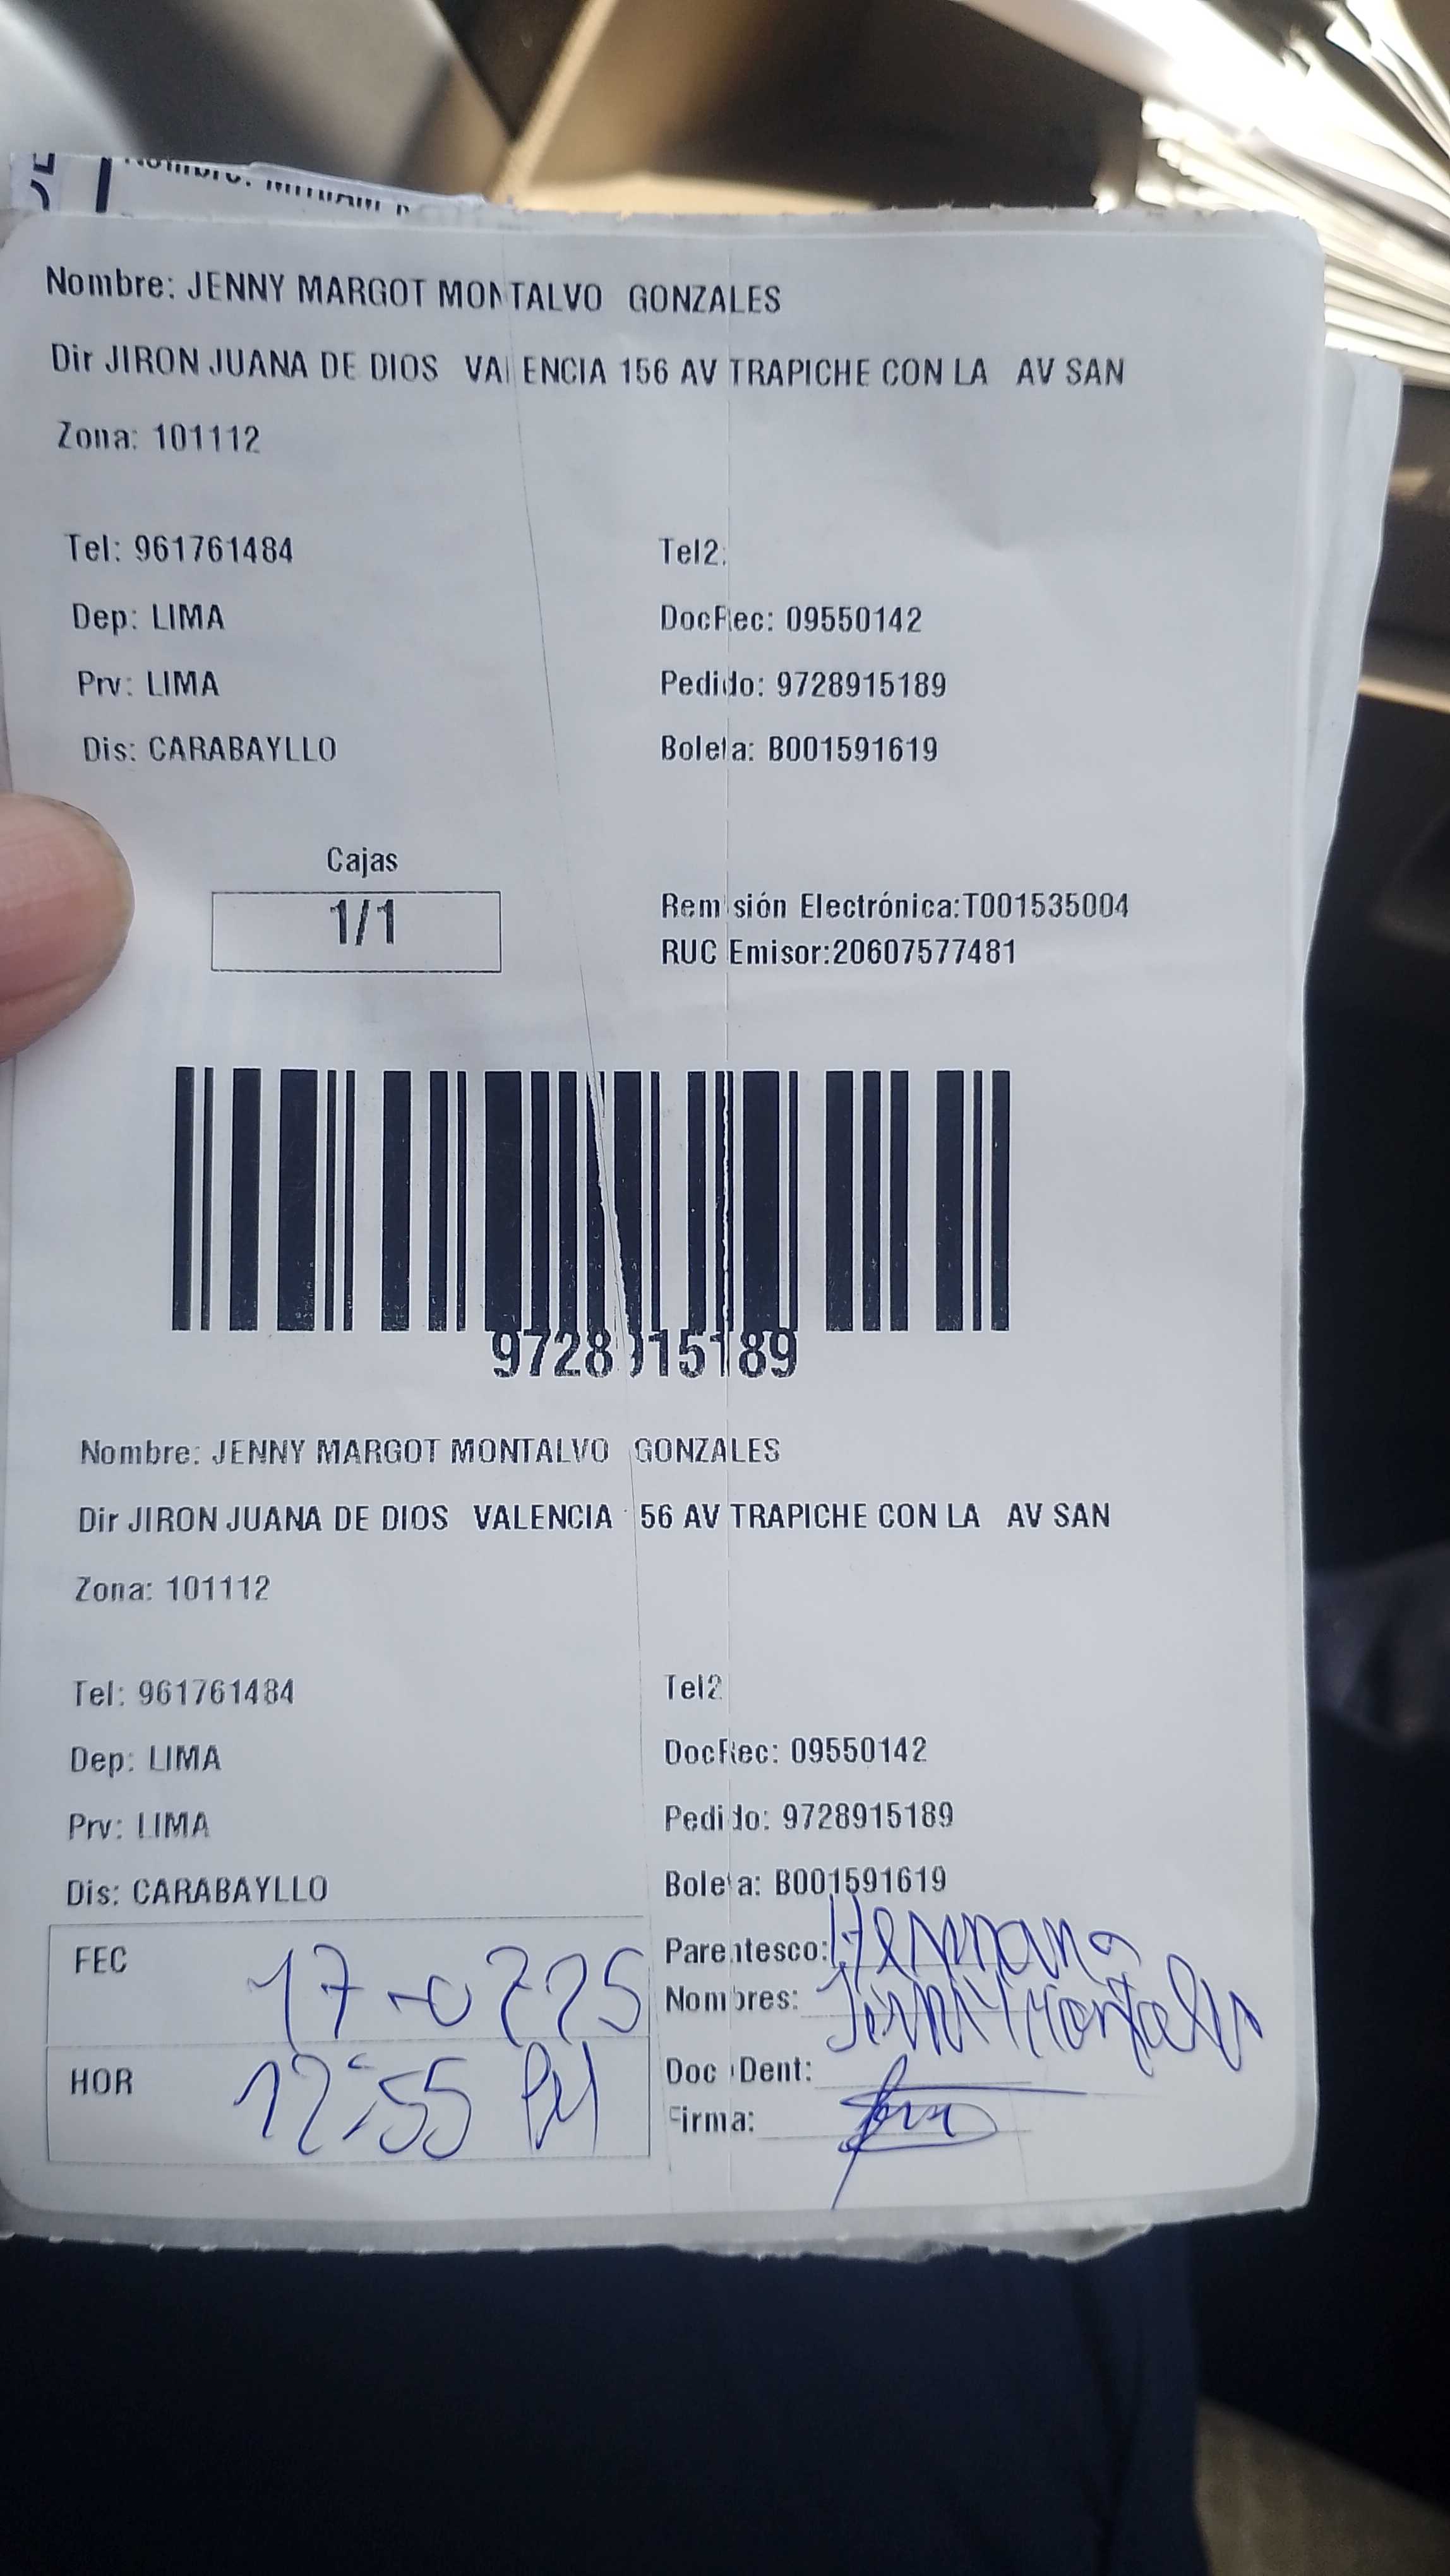 Nombre: JENNY MARGOT MONTALVO GONZALES
Dir JIRON JUANA DE DIOS VALENCIA 156 AV TRAPICHE CON LA AV SAN
Zona: 101112
Tel: 961761484 Tel2:
Dep: LIMA DocRec: 09550142
Prv: LIMA Pedido: 9728915189
Dis: CARABAYLLO Boleta: B001591619
Cajas
1/1
Remisión Electrónica:T001535004
RUC Emisor:20607577481
9728915189
Nombre: JENNY MARGOT MONTALVO GONZALES
Dir JIRON JUANA DE DIOS VALENCIA 56 AV TRAPICHE CON LA AV SAN
Zona: 101112
Tel: 961761484 Tel2
Dep: LIMA DocRec: 09550142
Prv: LIMA Pedido: 9728915189
Dis: CARABAYLLO Boleta: B001591619
FEC 17-0725
Parentesco: Hermana
Nombres: Montalvo
HOR 12:55 PM
Doc Dent:
Firma: